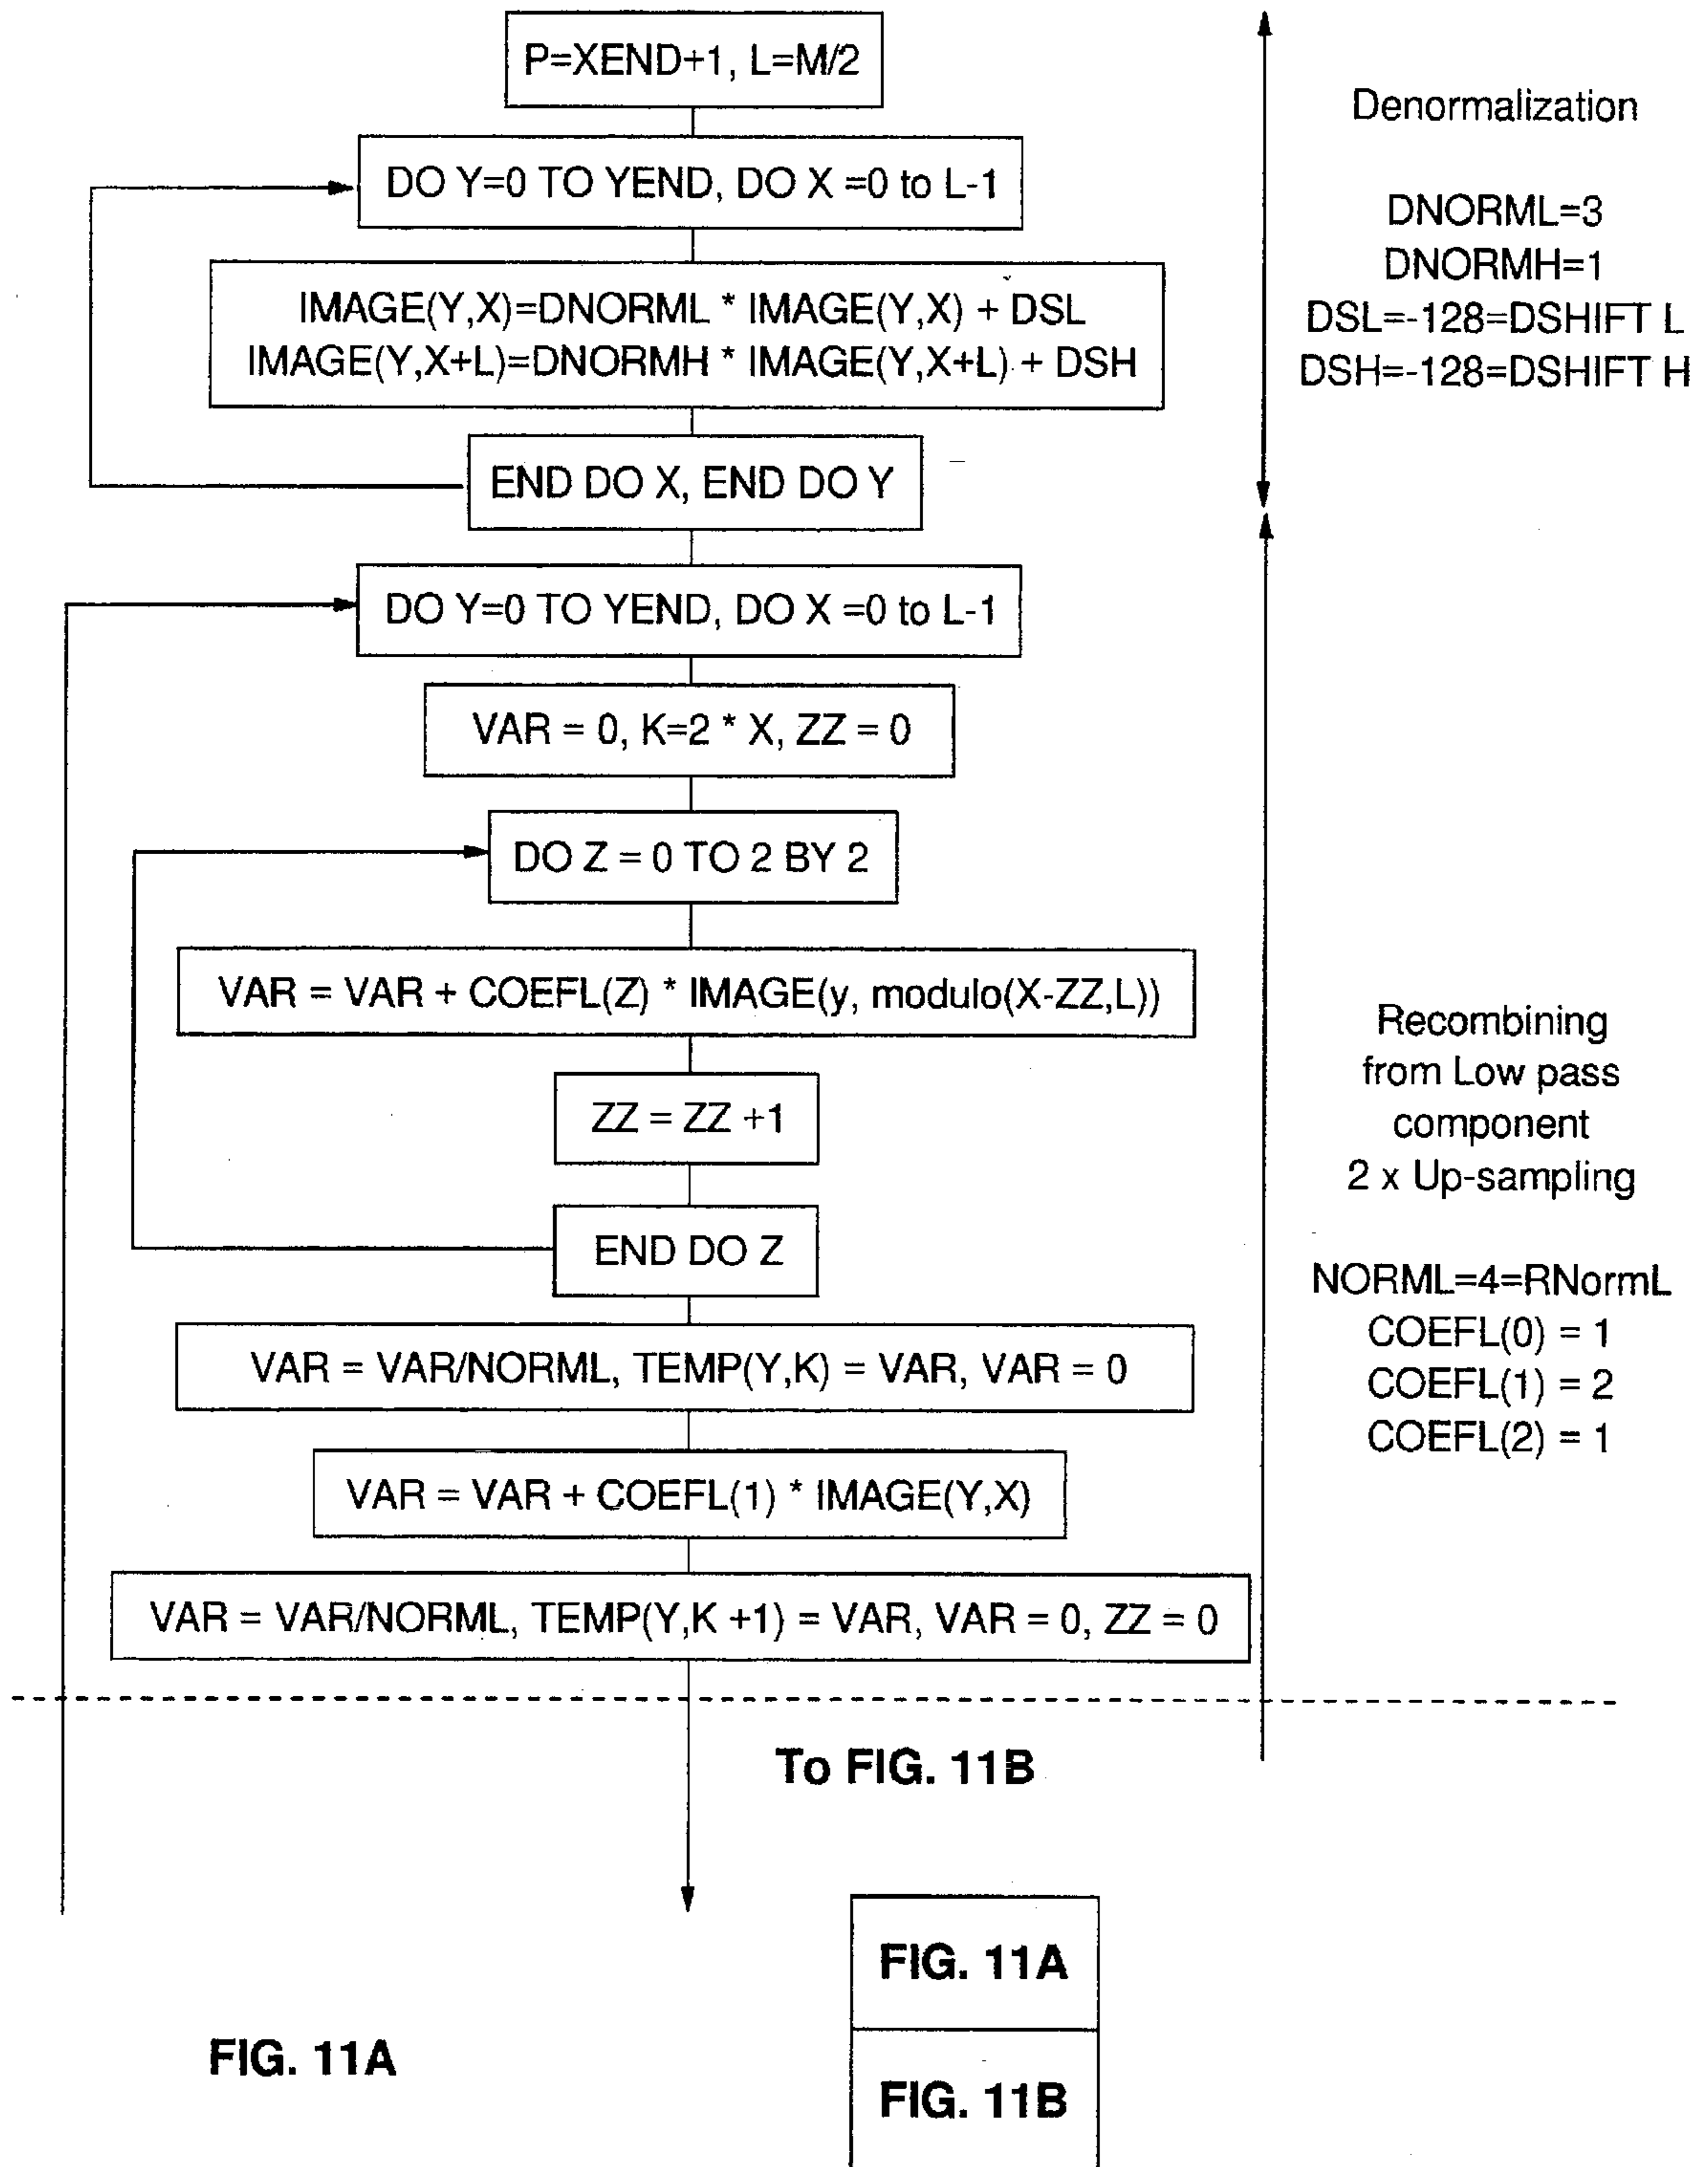 P=XEND+1, L=M/2
DO Y=0 TO YEND, DO X =0 to L-1
IMAGE(Y,X)=DNORML * IMAGE(Y,X) + DSL
IMAGE(Y,X+L)=DNORMH * IMAGE(Y,X+L) + DSH
END DO X, END DO Y
Denormalization
DNORML=3
DNORMH=1
DSL=-128=DSHIFT L
DSH=-128=DSHIFT H
DO Y=0 TO YEND, DO X =0 to L-1
VAR = 0, K=2 * X, ZZ = 0
DO Z = 0 TO 2 BY 2
VAR = VAR + COEFL(Z) * IMAGE(y, modulo(X-ZZ,L))
ZZ = ZZ +1
END DO Z
VAR = VAR/NORML, TEMP(Y,K) = VAR, VAR = 0
VAR = VAR + COEFL(1) * IMAGE(Y,X)
VAR = VAR/NORML, TEMP(Y,K +1) = VAR, VAR = 0, ZZ = 0
Recombining
from Low pass
component
2 x Up-sampling
NORML=4=RNormL
COEFL(0) = 1
COEFL(1) = 2
COEFL(2) = 1
To FIG. 11B
FIG. 11A
FIG. 11A
FIG. 11B